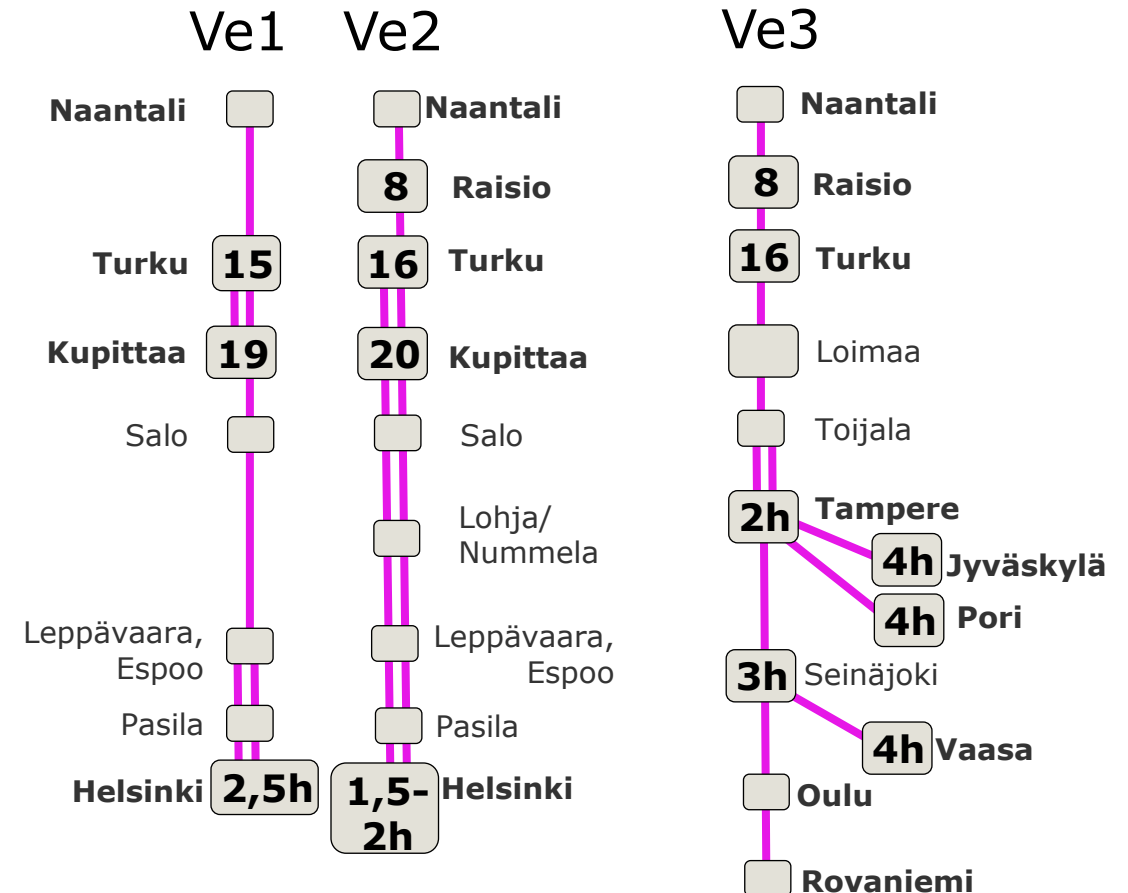 Ve1
Naantali
Turku 15
Kupittaa 19
Salo
Leppävaara,
Espoo
Pasila
Helsinki 2,5h
Ve2
Naantali
8 Raisio
16 Turku
20 Kupittaa
Salo
Lohja/
Nummela
Leppävaara,
Espoo
Pasila
1,5- Helsinki
2h
Ve3
Naantali
8 Raisio
16 Turku
Loimaa
Toijala
2h Tampere
4h Jyväskylä
4h Pori
3h Seinäjoki
4h Vaasa
Oulu
Rovaniemi